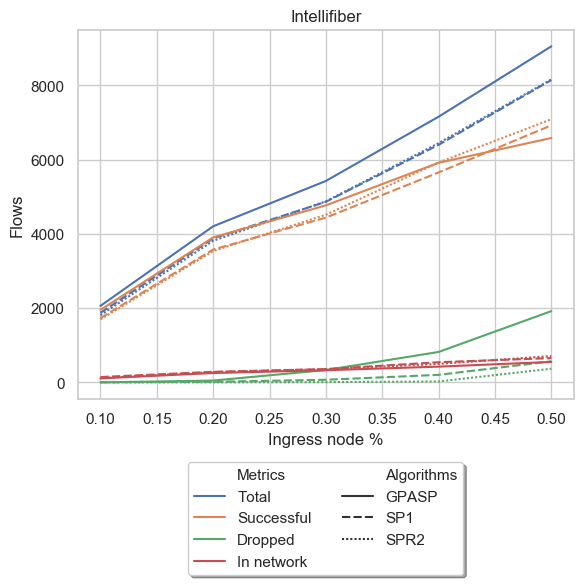 Intellifiber
Flows
8000
6000
4000
2000
0
0.10 0.15 0.20 0.25 0.30 0.35 0.40 0.45 0.50
Ingress node %
Metrics Algorithms
Total GPASP
Successful SP1
Dropped SPR2
In network